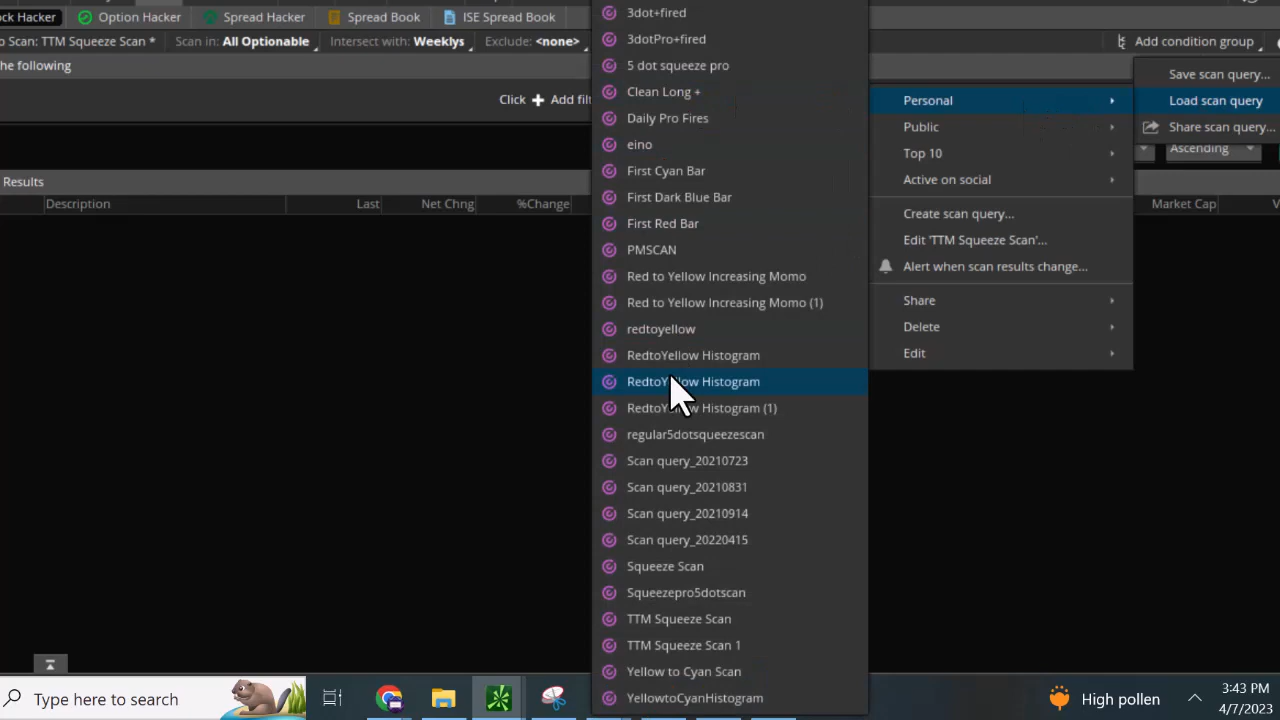 ock Hacker
Option Hacker
Spread Hacker
Spread Book
ISE Spread Book
o Scan: TTM Squeeze Scan *
Scan in: All Optionable
Intersect with: Weeklys
Exclude: <none>
Add condition group
he following
Click + Add filt
Save scan query...
Load scan query
Share scan query...
Ascending
Personal
Public
Top 10
Active on social
Create scan query...
Edit 'TTM Squeeze Scan'...
Alert when scan results change...
Share
Delete
Edit
3dot+fired
3dotPro+fired
5 dot squeeze pro
Clean Long +
Daily Pro Fires
eino
First Cyan Bar
First Dark Blue Bar
First Red Bar
PMSCAN
Red to Yellow Increasing Momo
Red to Yellow Increasing Momo (1)
redtoyellow
RedtoYellow Histogram
RedtoYellow Histogram
RedtoYellow Histogram (1)
regular5dotsqueezescan
Scan query_20210723
Scan query_20210831
Scan query_20210914
Scan query_20220415
Squeeze Scan
Squeezepro5dotscan
TTM Squeeze Scan
TTM Squeeze Scan 1
Yellow to Cyan Scan
YellowtoCyanHistogram
Results
Description
Last
Net Chng
%Change
Market Cap
V
Type here to search
High pollen
3:43 PM
4/7/2023